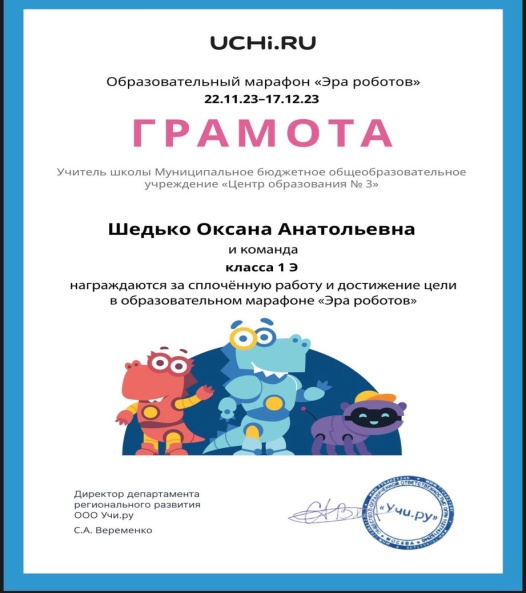 UCHi.RU
Образовательный марафон «Эра роботов»
22.11.23–17.12.23
ГРАМОТА
Учитель школы Муниципальное бюджетное общеобразовательное
учреждение «Центр образования № 3»
Шедько Оксана Анатольевна
и команда
класса 1 Э
награждаются за сплочённую работу и достижение цели
в образовательном марафоне «Эра роботов»
Директор департамента
регионального развития
ООО Учи.ру
С.А. Веременко
«Учи.ру»
МОСКВА